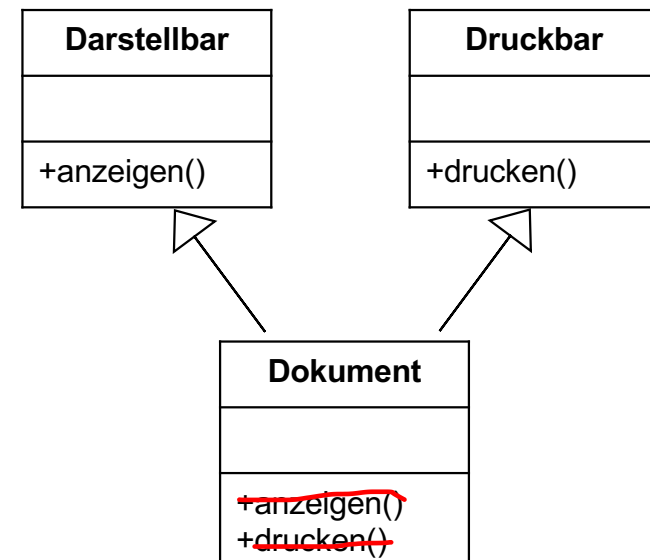 Darstellbar
+anzeigen()
Druckbar
+drucken()
Dokument
+anzeigen()
+drucken()